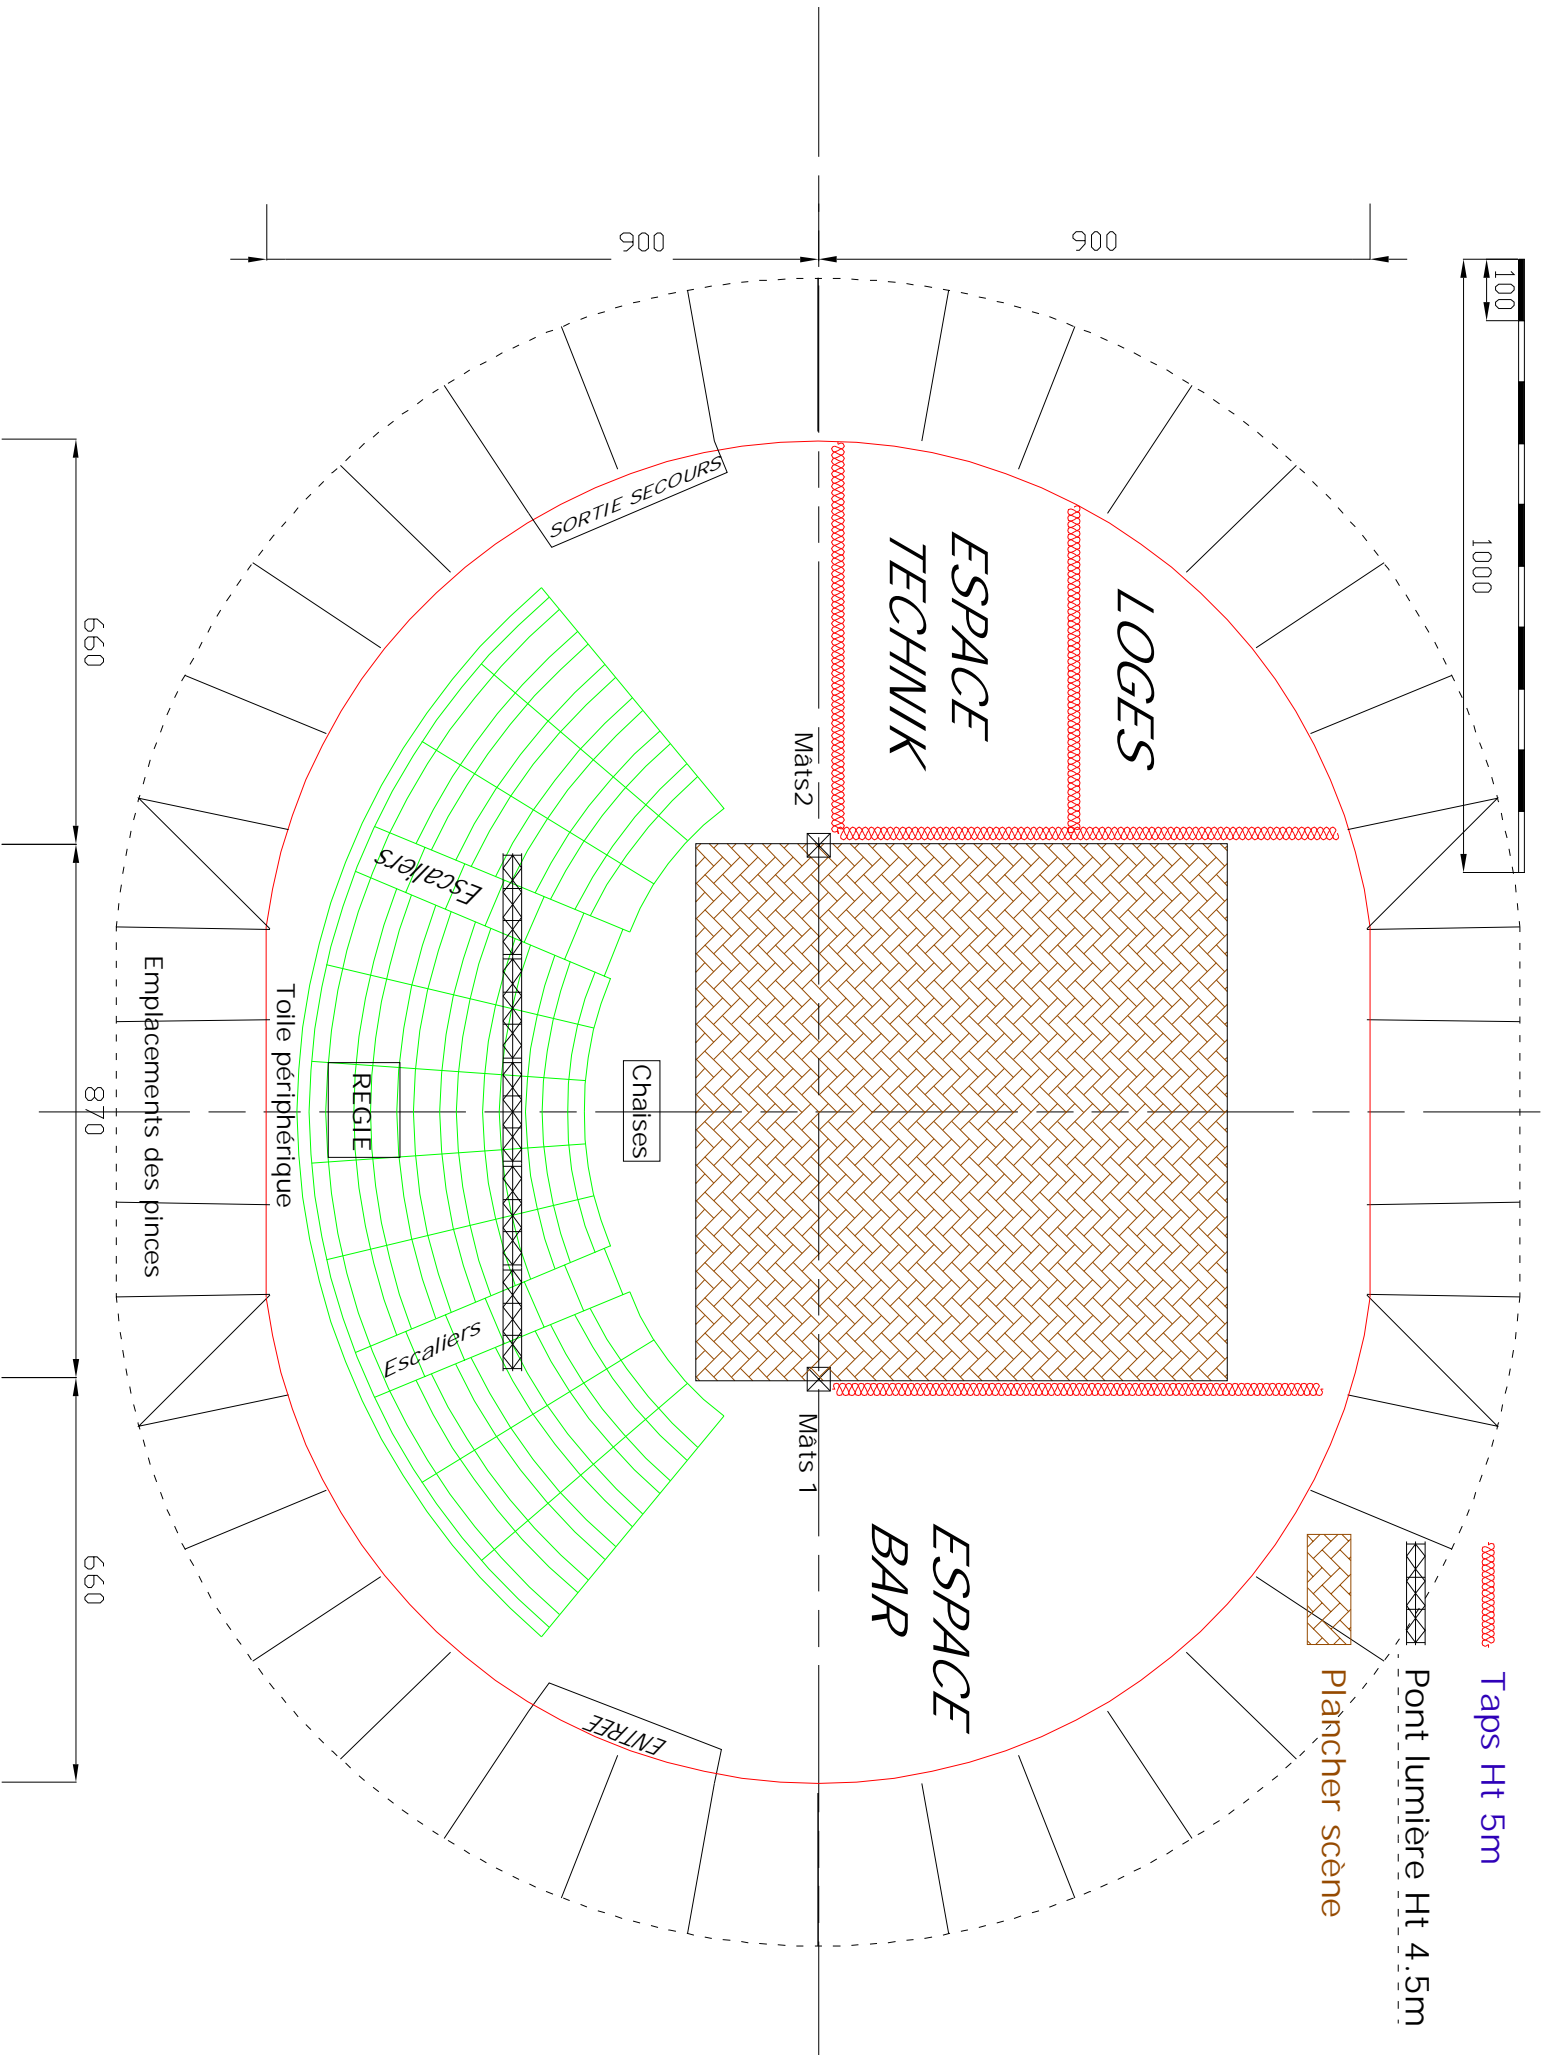 100
1000
Taps Ht 5m
Pont lumière Ht 4.5m
Plancher scène
900
900
LOGES
ESPACE
TECHNIK
Mâts2
SORTIE SECOURS
ESPACE
BAR
Mâts 1
ENTREE
Chaises
Escaliers
Escaliers
REGIE
Toile périphérique
Emplacements des pinces
660
870
660